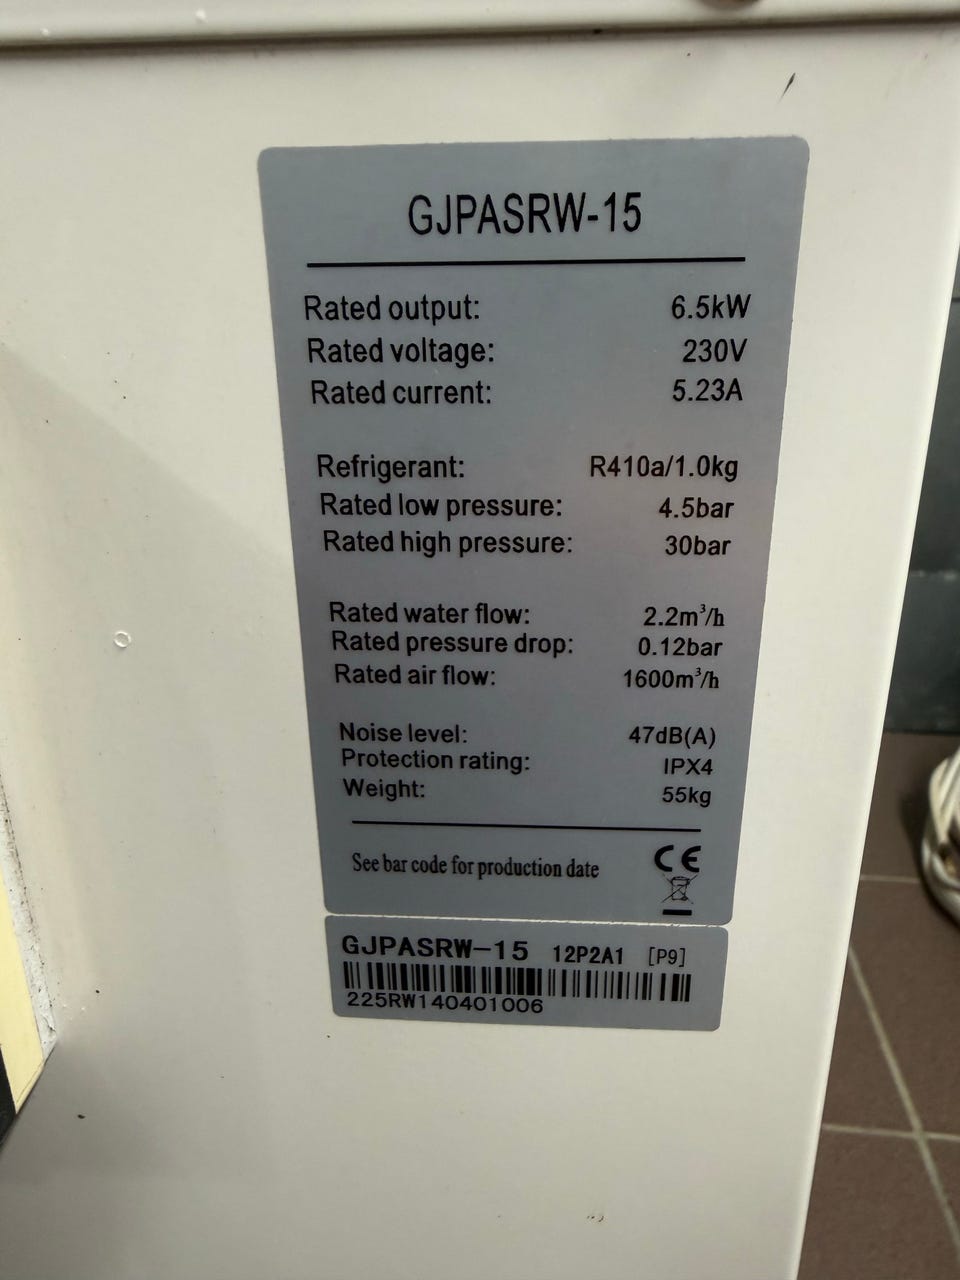 GJPASRW-15
Rated output: 6.5kW
Rated voltage: 230V
Rated current: 5.23A
Refrigerant: R410a/1.0kg
Rated low pressure: 4.5bar
Rated high pressure: 30bar
Rated water flow: 2.2m³/h
Rated pressure drop: 0.12bar
Rated air flow: 1600m³/h
Noise level: 47dB(A)
Protection rating: IPX4
Weight: 55kg
See bar code for production date CE
GJPASRW-15 12P2A1 [P9]
225RW140401006